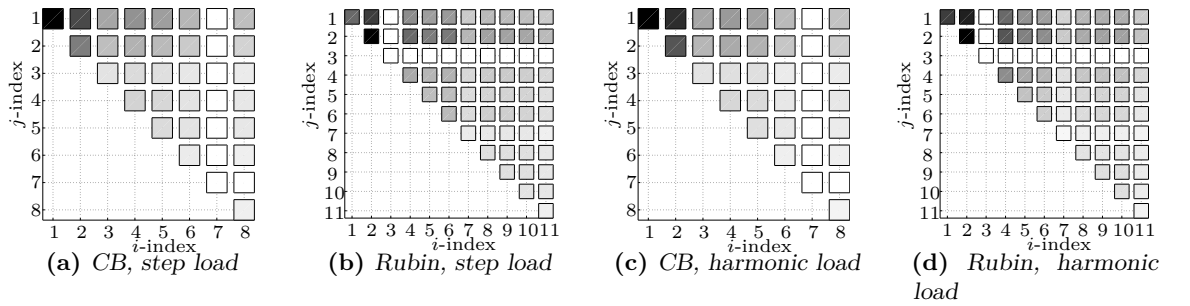 1
2
3
4
5
6
7
8
j-index
1 2 3 4 5 6 7 8
i-index
(a) CB, step load
1
2
3
4
5
6
7
8
9
10
11
j-index
1 2 3 4 5 6 7 8 9 10 11
i-index
(b) Rubin, step load
1
2
3
4
5
6
7
8
j-index
1 2 3 4 5 6 7 8
i-index
(c) CB, harmonic load
1
2
3
4
5
6
7
8
9
10
11
j-index
1 2 3 4 5 6 7 8 9 10 11
i-index
(d) Rubin, harmonic
load